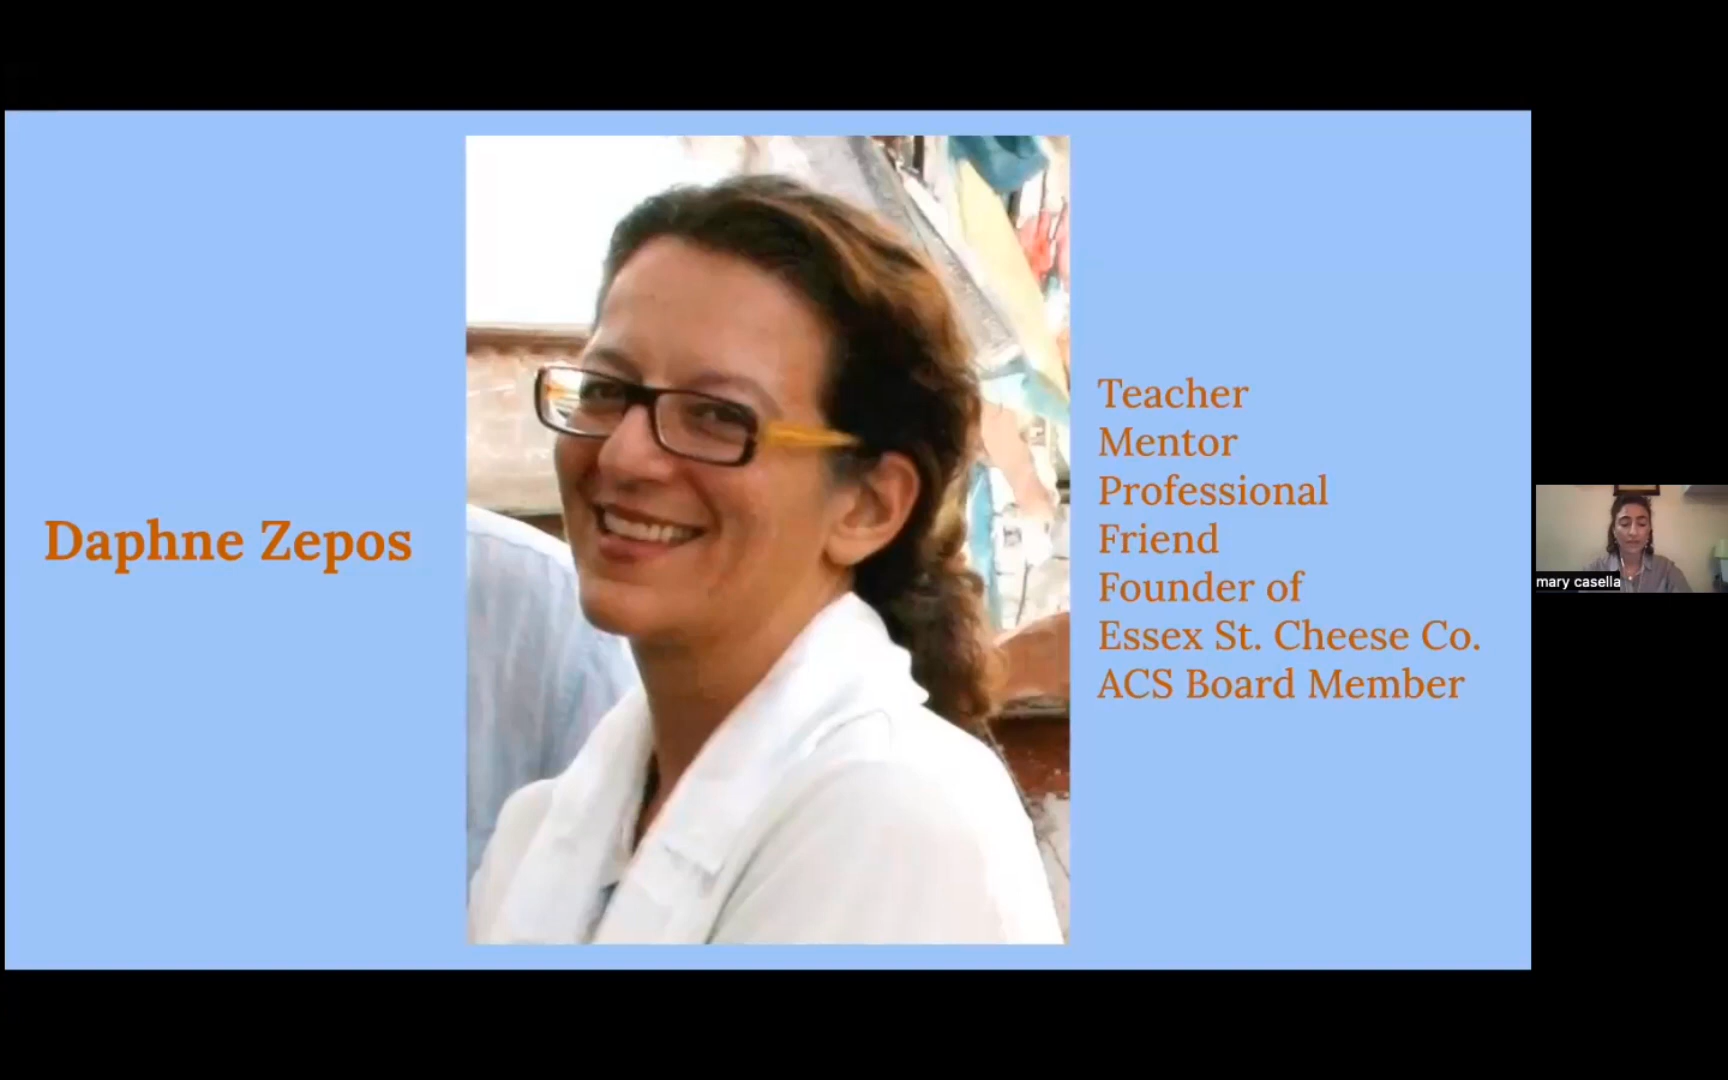 Daphne Zepos
Teacher
Mentor
Professional
Friend
Founder of
Essex St. Cheese Co.
ACS Board Member
mary casella